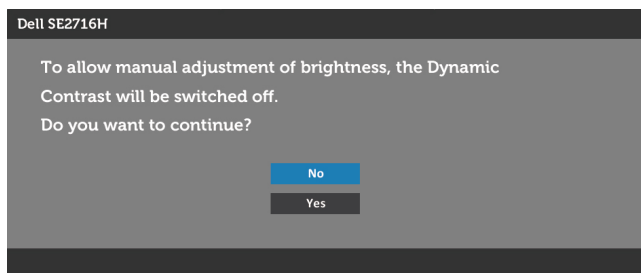 Dell SE2716H
To allow manual adjustment of brightness, the Dynamic
Contrast will be switched off.
Do you want to continue?
No
Yes